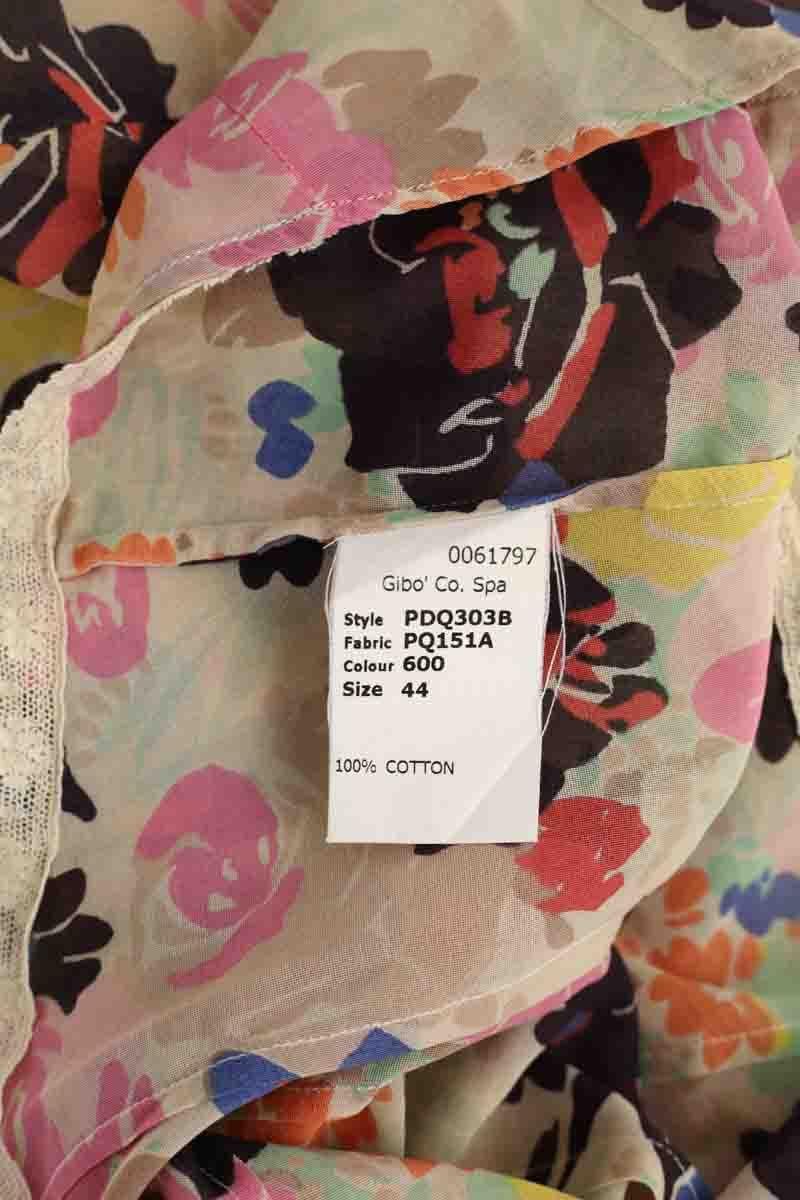 0061797
Gibo' Co. Spa
Style PDQ303B
Fabric PQ151A
Colour 600
Size 44
100% COTTON